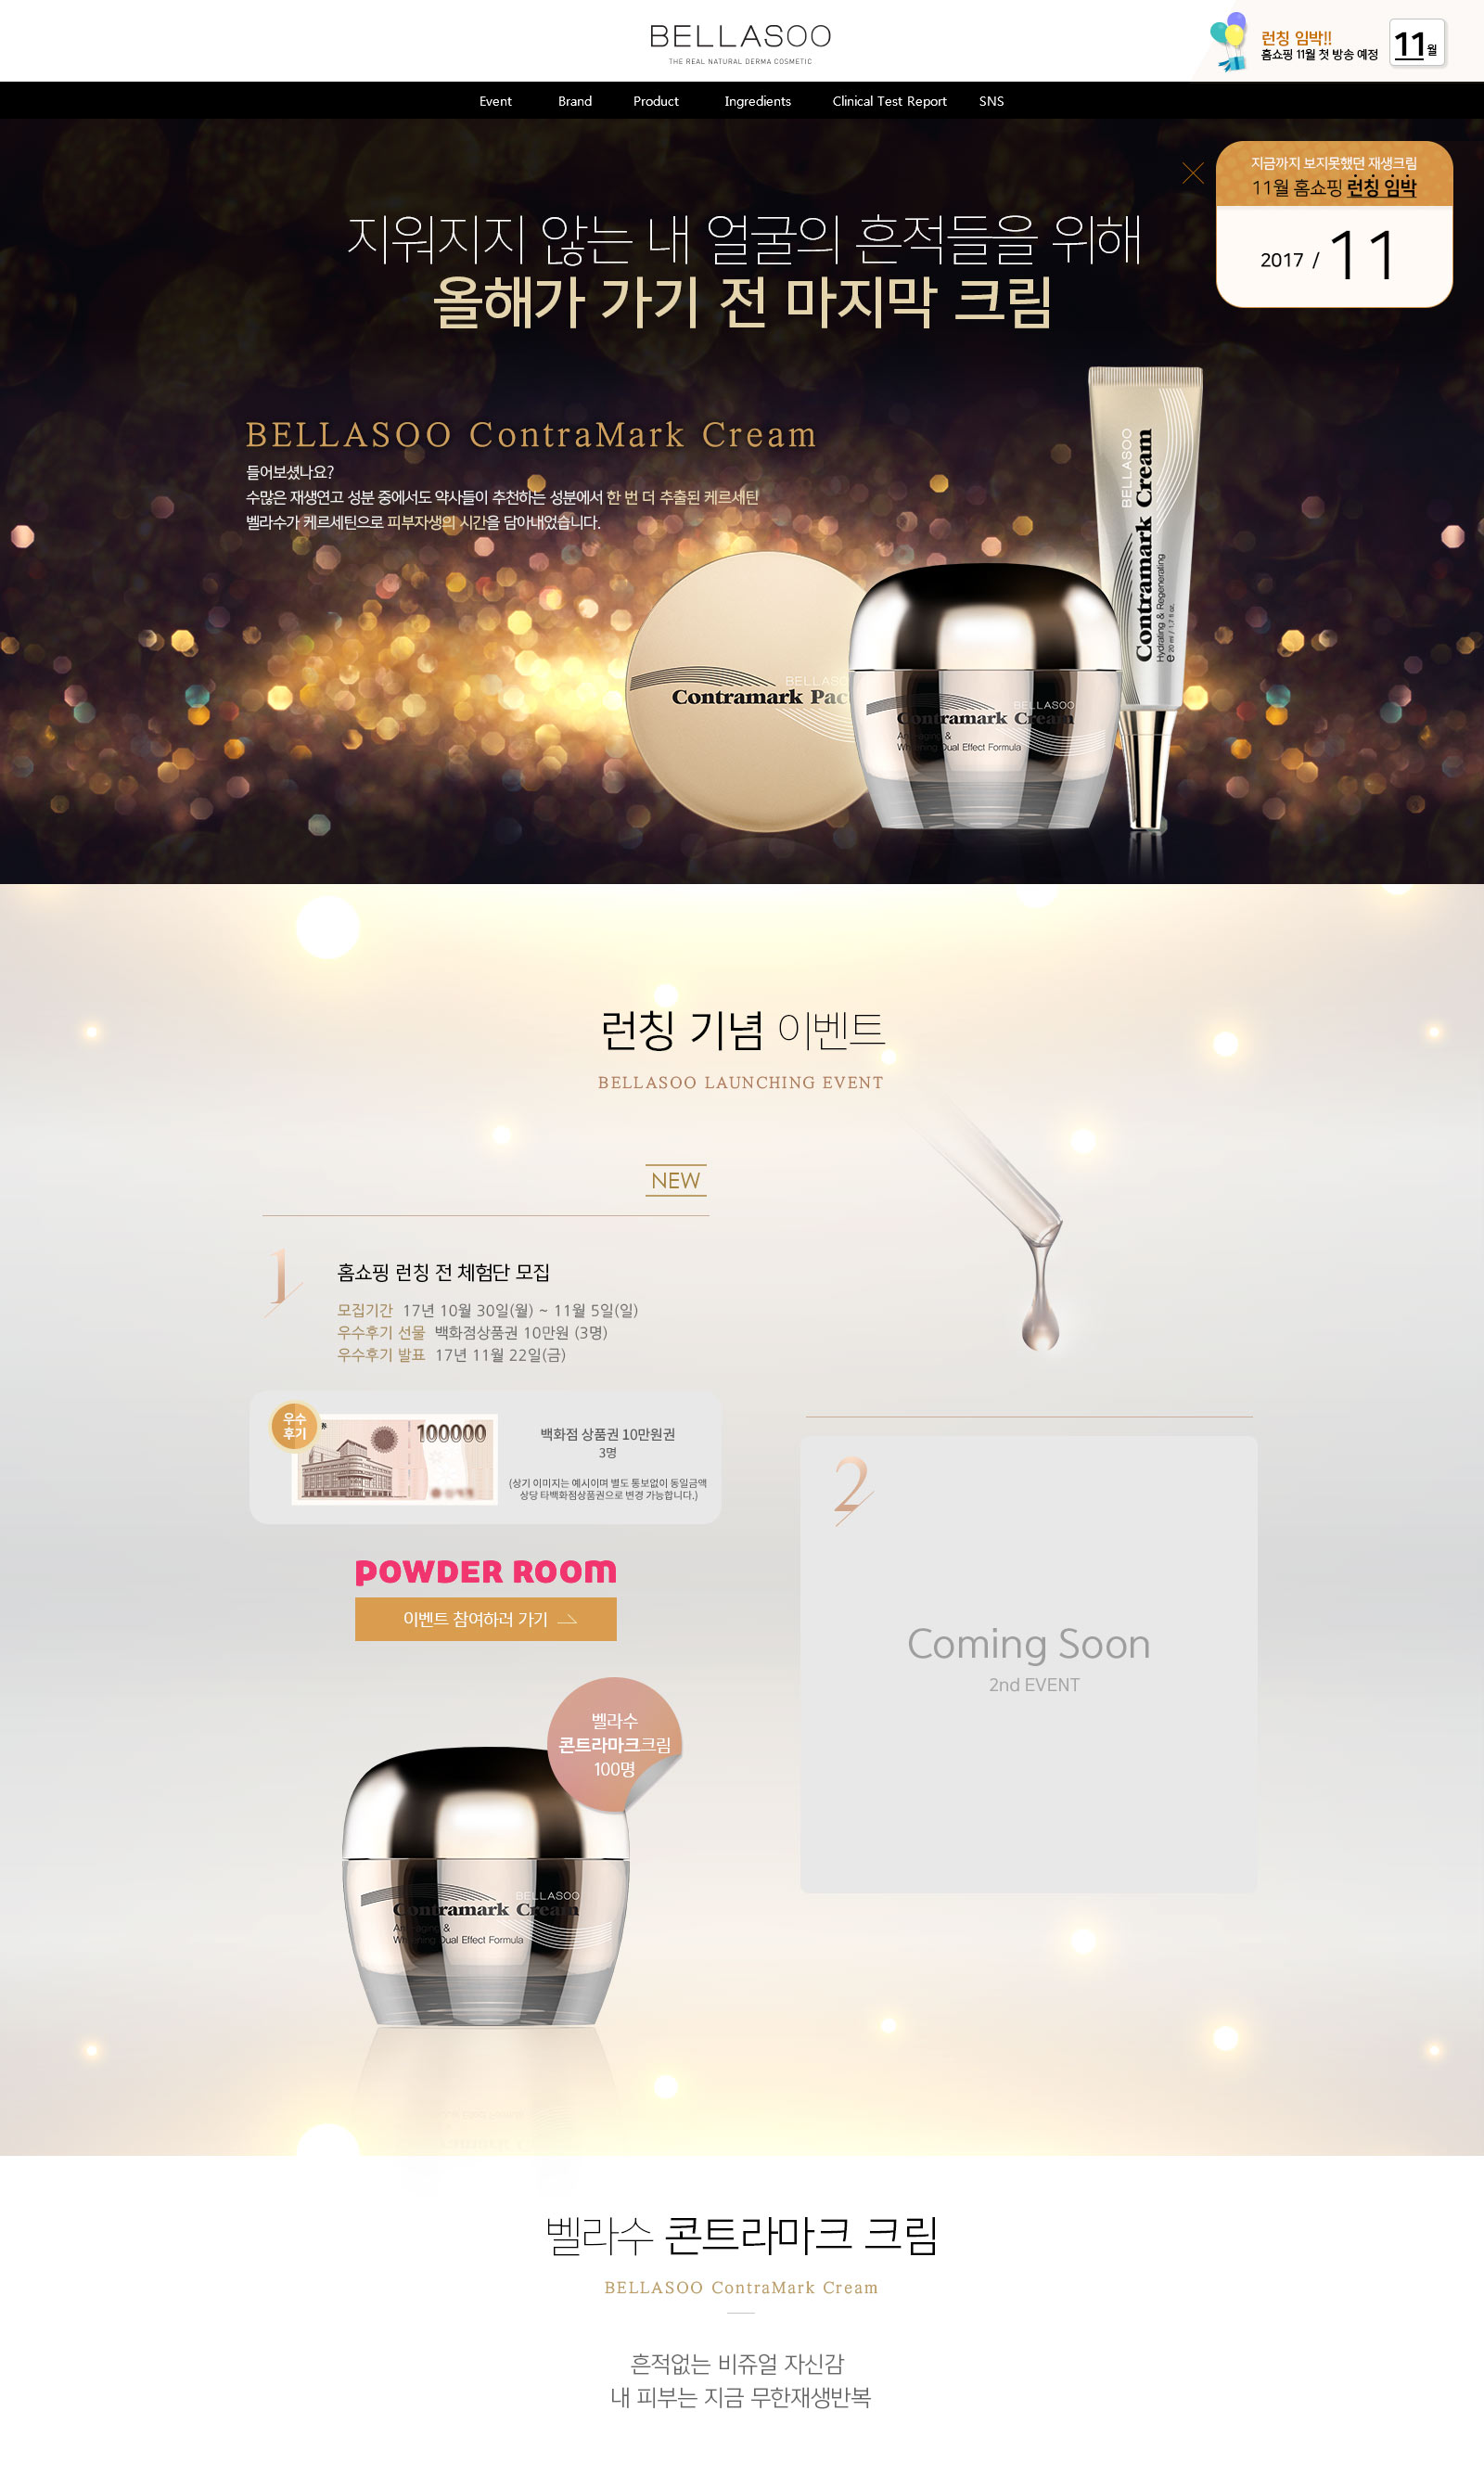 BELLASOO
THE REAL NATURAL DERMA COSMETIC
런칭 임박!!
홈쇼핑 11월 첫 방송 예정
11월
Event Brand Product Ingredients Clinical Test Report SNS
지금까지 보지못했던 재생크림
11월 홈쇼핑 런칭 임박
2017 / 11
지워지지 않는 내 얼굴의 흔적들을 위해
올해가 가기 전 마지막 크림
BELLASOO ContraMark Cream
들어보셨나요?
수많은 재생연고 성분 중에서도 약사들이 추천하는 성분에서 한 번 더 추출된 케르세틴
벨라수가 케르세틴으로 피부자생의 시간을 담아내었습니다.
BELLASOO
Contramark Cream
Hydrating & Regenerating
e 20 ml / 1.7 fl oz.
BELLASOO
Contramark Pac
BELLASOO
Contramark Cream
Anti-aging &
Whitening Dual Effect Formula
런칭 기념 이벤트
BELLASOO LAUNCHING EVENT
NEW
1
홈쇼핑 런칭 전 체험단 모집
모집기간 17년 10월 30일(월) ~ 11월 5일(일)
우수후기 선물 백화점상품권 10만원 (3명)
우수후기 발표 17년 11월 22일(금)
우수
후기
100000
백화점 상품권 10만원권
3명
(상기 이미지는 예시이며 별도 통보없이 동일금액
상당 타백화점상품권으로 변경 가능합니다.)
POWDER ROOM
이벤트 참여하러 가기
벨라수
콘트라마크크림
100명
BELLASOO
Contramark Cream
Anti-aging &
Whitening Dual Effect Formula
2
Coming Soon
2nd EVENT
벨라수 콘트라마크 크림
BELLASOO ContraMark Cream
흔적없는 비쥬얼 자신감
내 피부는 지금 무한재생반복